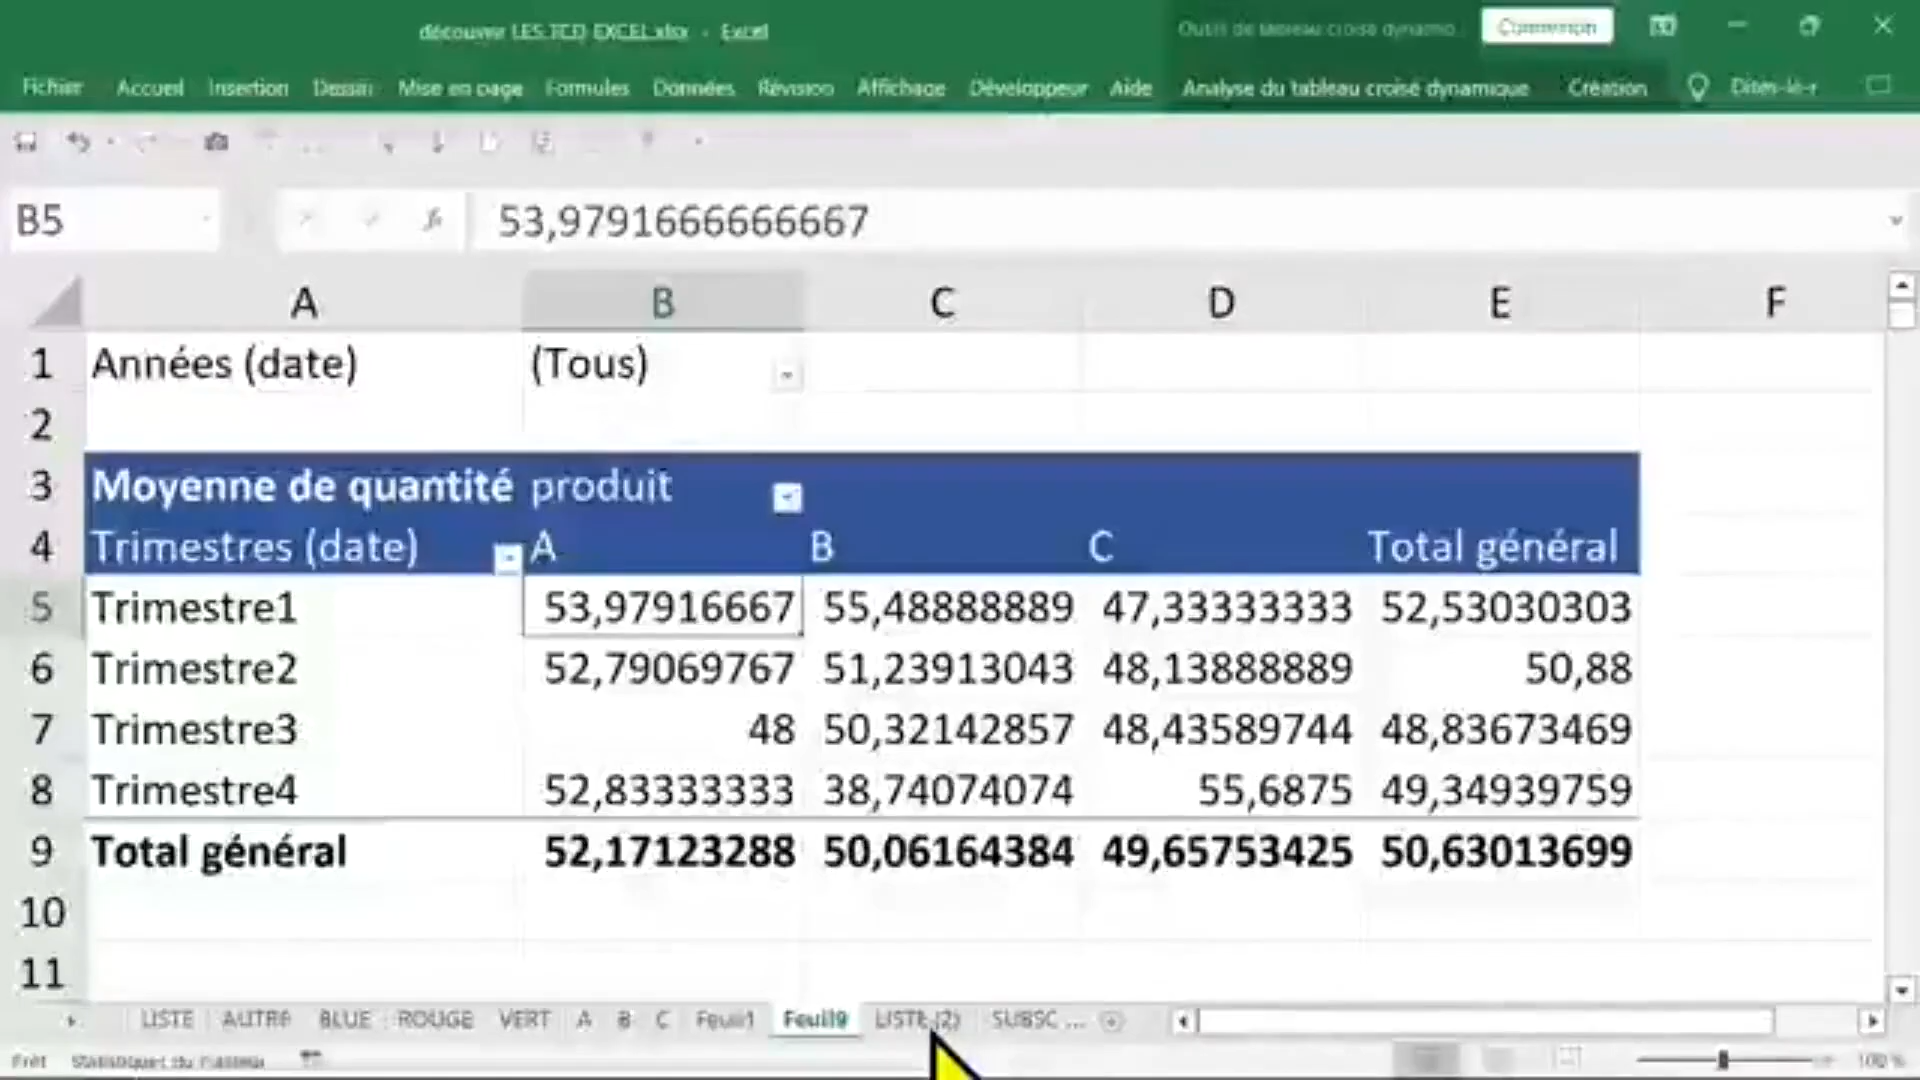 découvrir LES TCD EXCEL.xlsx - Excel
Outils de tableau croisé dynamo... Connexion
Fichier Accueil Insertion Dessin Mise en page Formules Données Révision Affichage Développeur Aide Analyse du tableau croisé dynamique Création Dites-le-r
B5 fx 53,9791666666667
A B C D E F
1 Années (date) (Tous)
2
3 Moyenne de quantité produit
4 Trimestres (date) A B C Total général
5 Trimestre1 53,97916667 55,48888889 47,33333333 52,53030303
6 Trimestre2 52,79069767 51,23913043 48,13888889 50,88
7 Trimestre3 48 50,32142857 48,43589744 48,83673469
8 Trimestre4 52,83333333 38,74074074 55,6875 49,34939759
9 Total général 52,17123288 50,06164384 49,65753425 50,63013699
10
11
LISTE AUTRE BLUE ROUGE VERT A B C Feuil1 Feuil9 LISTE (2) SUBSC ...
Prêt 100 %